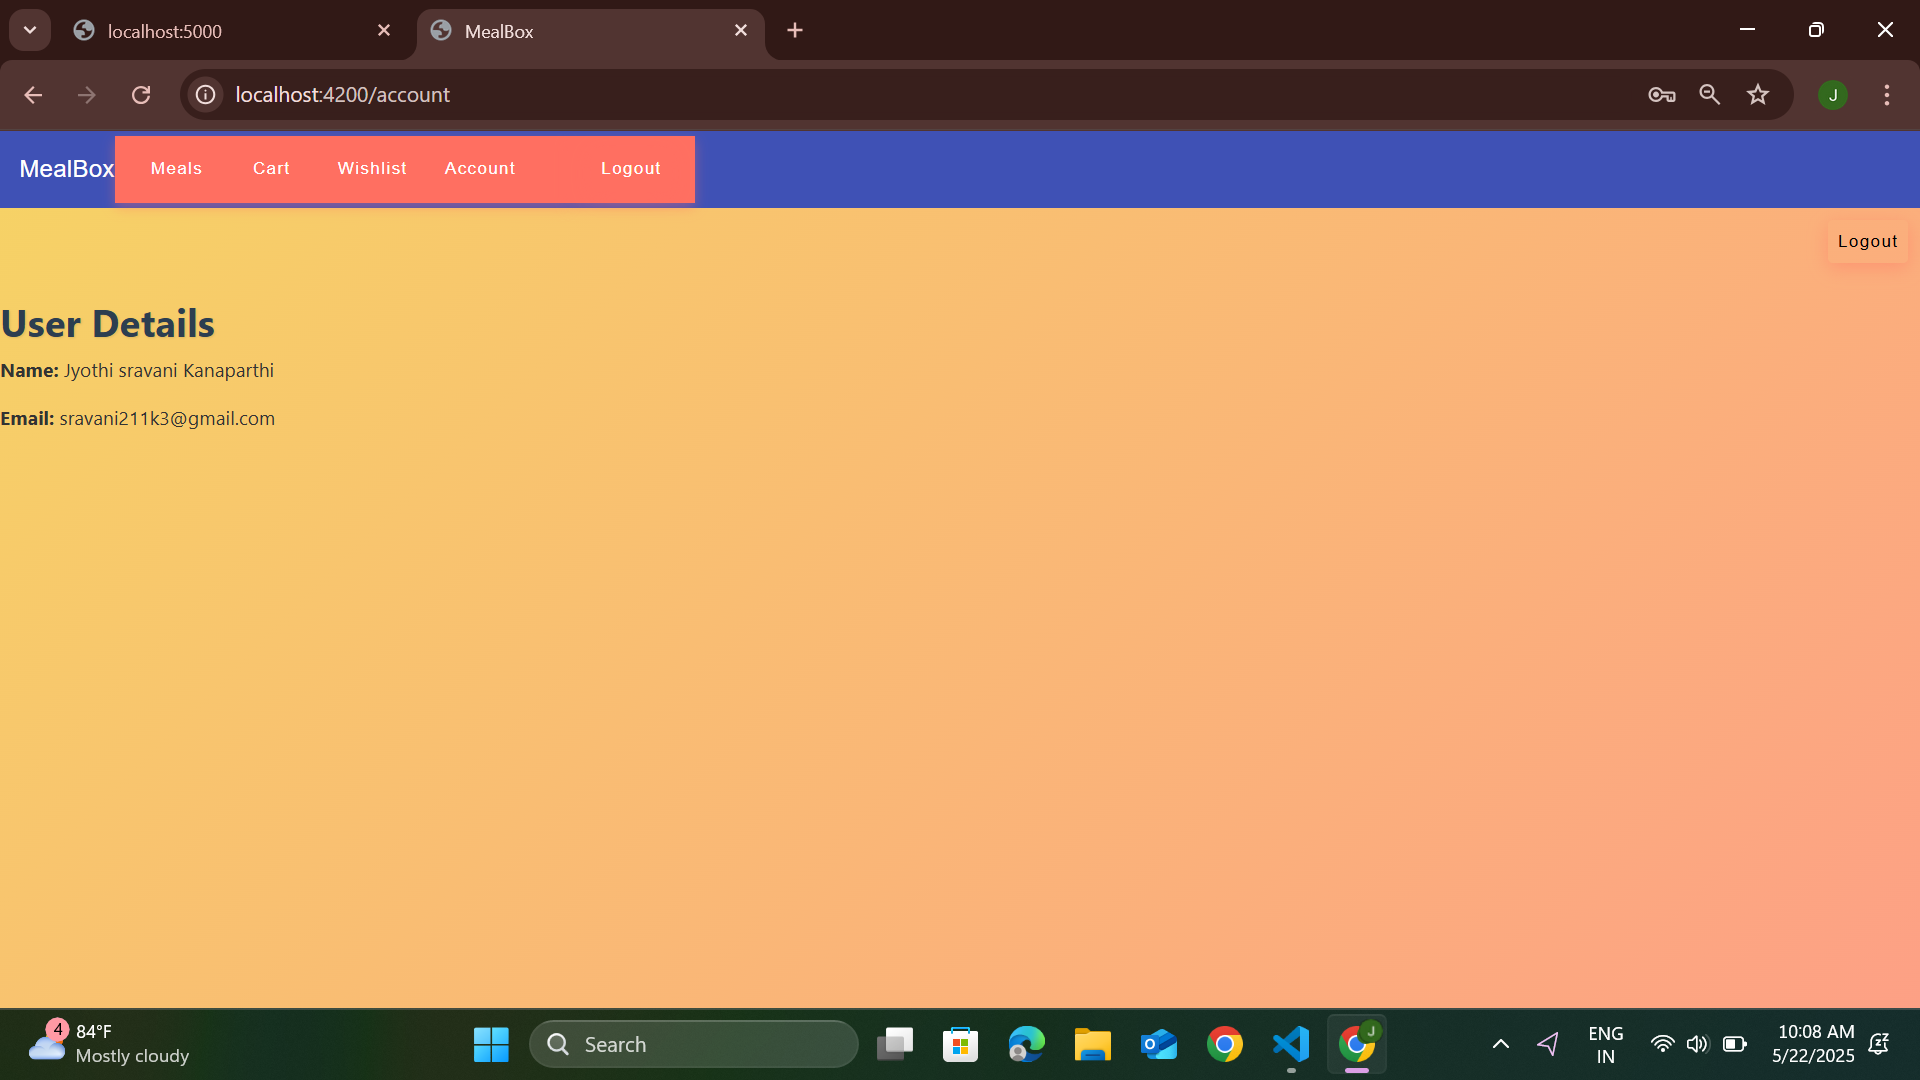 localhost:5000
MealBox
localhost:4200/account
J
MealBox
Meals
Cart
Wishlist
Account
Logout
Logout
User Details
Name: Jyothi sravani Kanaparthi
Email: sravani211k3@gmail.com
4
84°F
Mostly cloudy
Search
O
J
ENG
IN
10:08 AM
5/22/2025